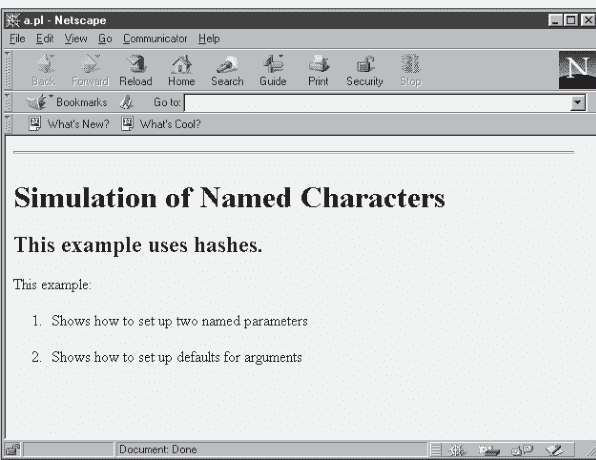 a.pl - Netscape
File Edit View Go Communicator Help
Back Forward Reload Home Search Guide Print Security Stop
N
Bookmarks Go to:
What's New? What's Cool?
Simulation of Named Characters
This example uses hashes.
This example:
1. Shows how to set up two named parameters
2. Shows how to set up defaults for arguments
Document: Done